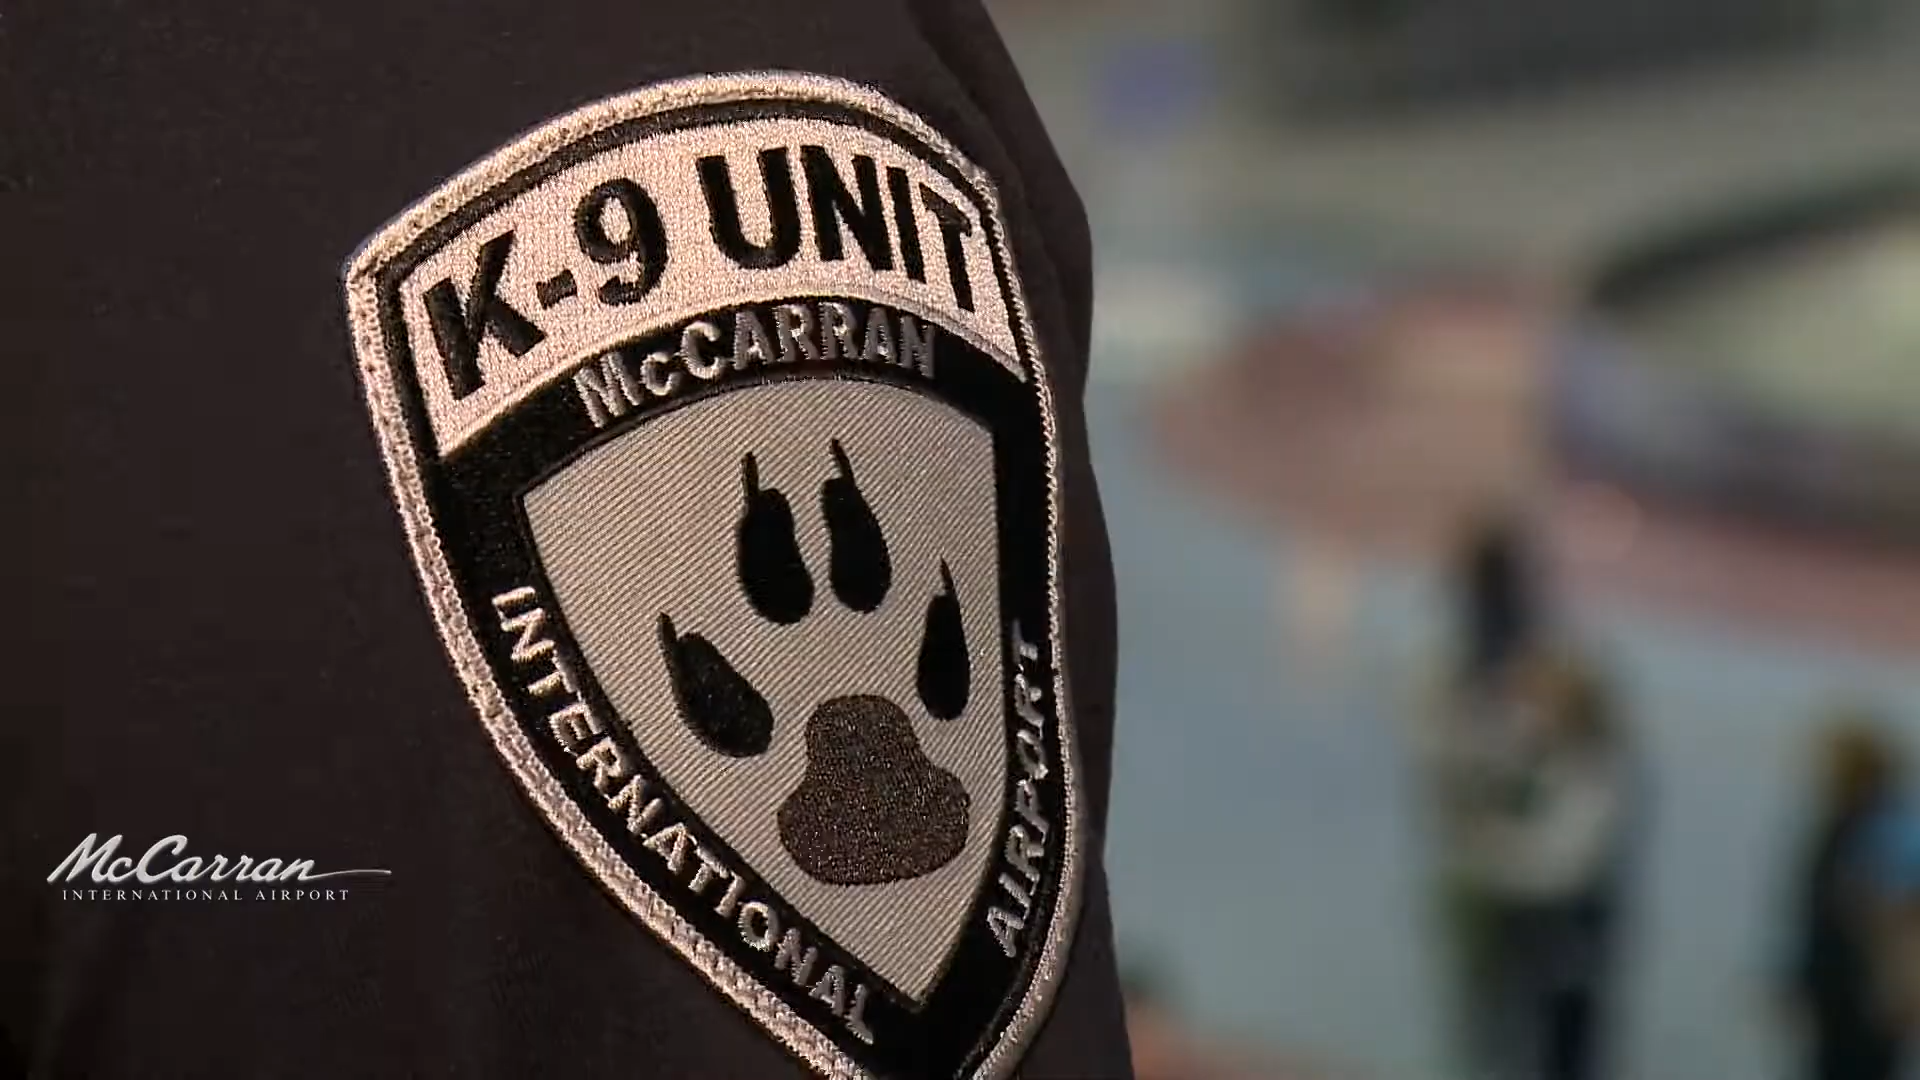 K-9 UNIT
McCARRAN
INTERNATIONAL
AIRPORT
McCarran
INTERNATIONAL AIRPORT